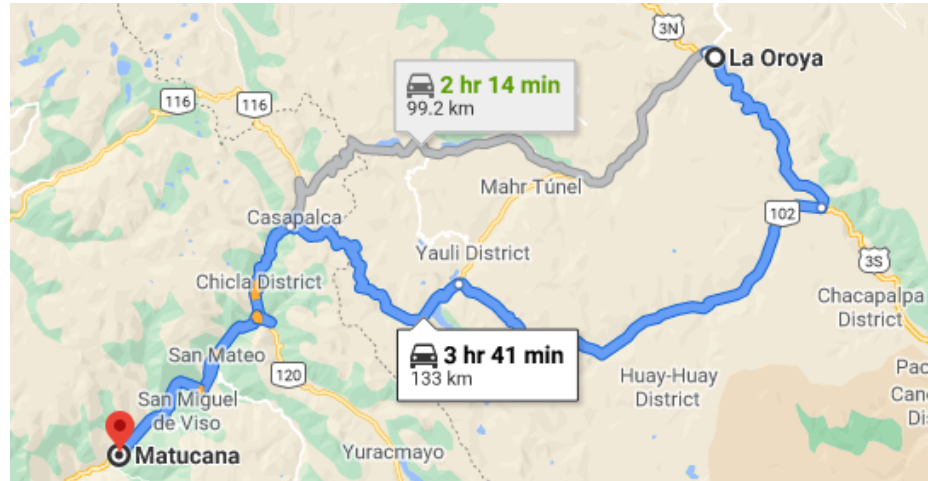 3N
La Oroya
2 hr 14 min
99.2 km
116
116
Mahr Túnel
Casapalca
102
Yauli District
3S
Chicla District
Chacapalpa
District
3 hr 41 min
133 km
San Mateo
120
Huay-Huay
District
San Miguel
de Viso
Matucana
Yuracmayo